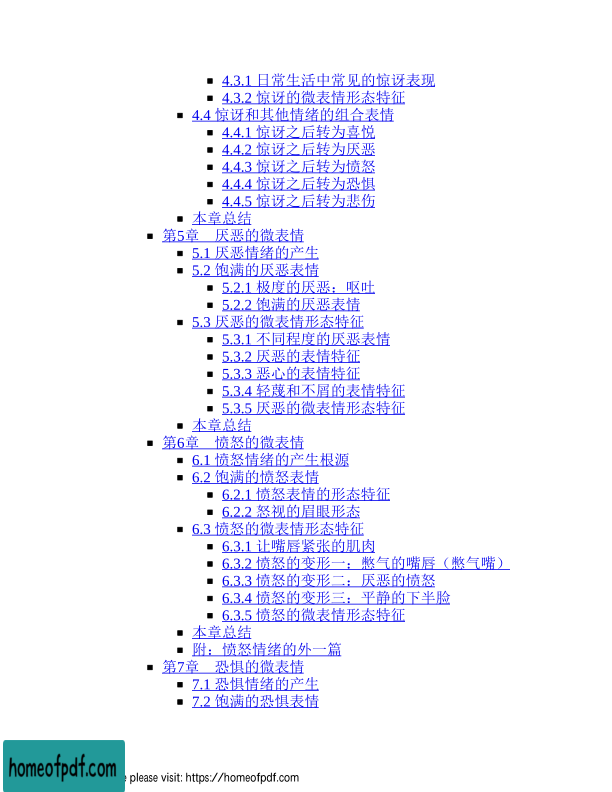 4.3.1 日常生活中常见的惊讶表现
4.3.2 惊讶的微表情形态特征
4.4 惊讶和其他情绪的组合表情
4.4.1 惊讶之后转为喜悦
4.4.2 惊讶之后转为厌恶
4.4.3 惊讶之后转为愤怒
4.4.4 惊讶之后转为恐惧
4.4.5 惊讶之后转为悲伤
本章总结
第5章　厌恶的微表情
5.1 厌恶情绪的产生
5.2 饱满的厌恶表情
5.2.1 极度的厌恶：呕吐
5.2.2 饱满的厌恶表情
5.3 厌恶的微表情形态特征
5.3.1 不同程度的厌恶表情
5.3.2 厌恶的表情特征
5.3.3 恶心的表情特征
5.3.4 轻蔑和不屑的表情特征
5.3.5 厌恶的微表情形态特征
本章总结
第6章　愤怒的微表情
6.1 愤怒情绪的产生根源
6.2 饱满的愤怒表情
6.2.1 愤怒表情的形态特征
6.2.2 怒视的眉眼形态
6.3 愤怒的微表情形态特征
6.3.1 让嘴唇紧张的肌肉
6.3.2 愤怒的变形一：憋气的嘴唇（憋气嘴）
6.3.3 愤怒的变形二：厌恶的愤怒
6.3.4 愤怒的变形三：平静的下半脸
6.3.5 愤怒的微表情形态特征
本章总结
附：愤怒情绪的外一篇
第7章　恐惧的微表情
7.1 恐惧情绪的产生
7.2 饱满的恐惧表情
homeofpdf.com
please visit: https://homeofpdf.com